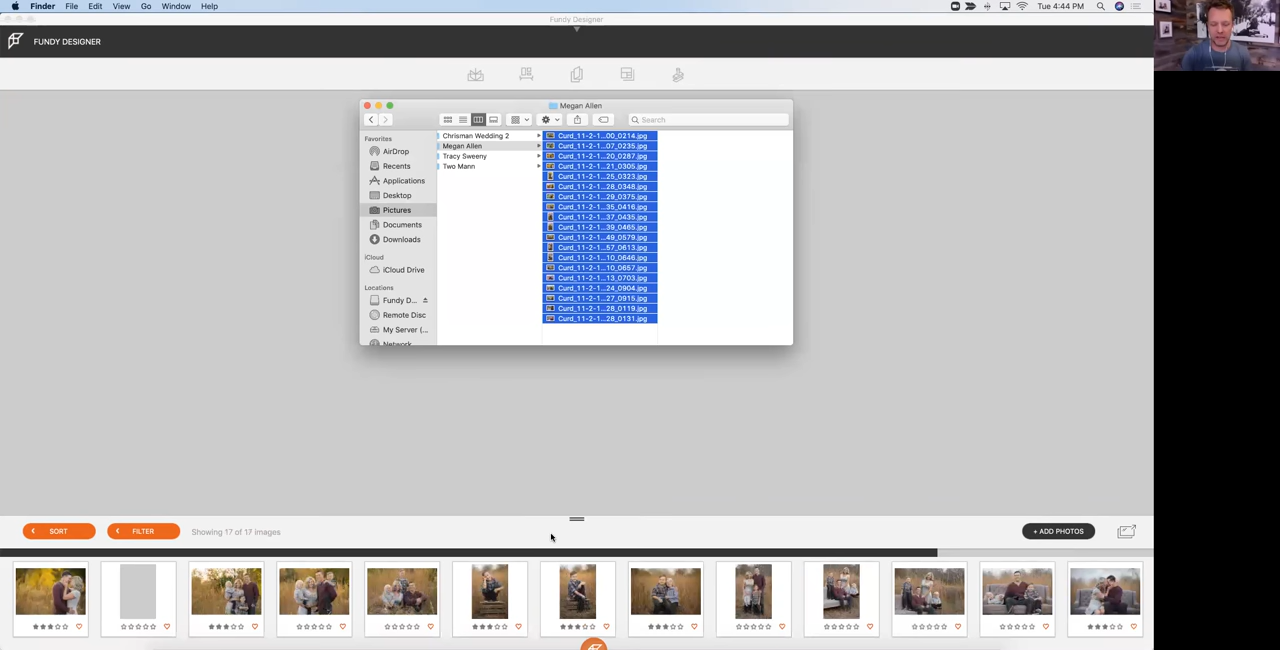 Finder File Edit View Go Window Help Tue 4:44 PM
Fundy Designer
FUNDY DESIGNER
Megan Allen
Search
Favorites
AirDrop
Recents
Applications
Desktop
Pictures
Documents
Downloads
iCloud
iCloud Drive
Locations
Fundy D...
Remote Disc
My Server (...
Network
Chrisman Wedding 2
Megan Allen
Tracy Sweeny
Two Mann
Curd_11-2-1...00_0214.jpg
Curd_11-2-1...07_0235.jpg
Curd_11-2-1...20_0287.jpg
Curd_11-2-1...21_0305.jpg
Curd_11-2-1...25_0323.jpg
Curd_11-2-1...28_0348.jpg
Curd_11-2-1...29_0375.jpg
Curd_11-2-1...35_0416.jpg
Curd_11-2-1...37_0435.jpg
Curd_11-2-1...39_0465.jpg
Curd_11-2-1...49_0579.jpg
Curd_11-2-1...57_0613.jpg
Curd_11-2-1...10_0646.jpg
Curd_11-2-1...10_0657.jpg
Curd_11-2-1...13_0703.jpg
Curd_11-2-1...24_0904.jpg
Curd_11-2-1...27_0915.jpg
Curd_11-2-1...28_0119.jpg
Curd_11-2-1...28_0131.jpg
SORT FILTER Showing 17 of 17 images + ADD PHOTOS